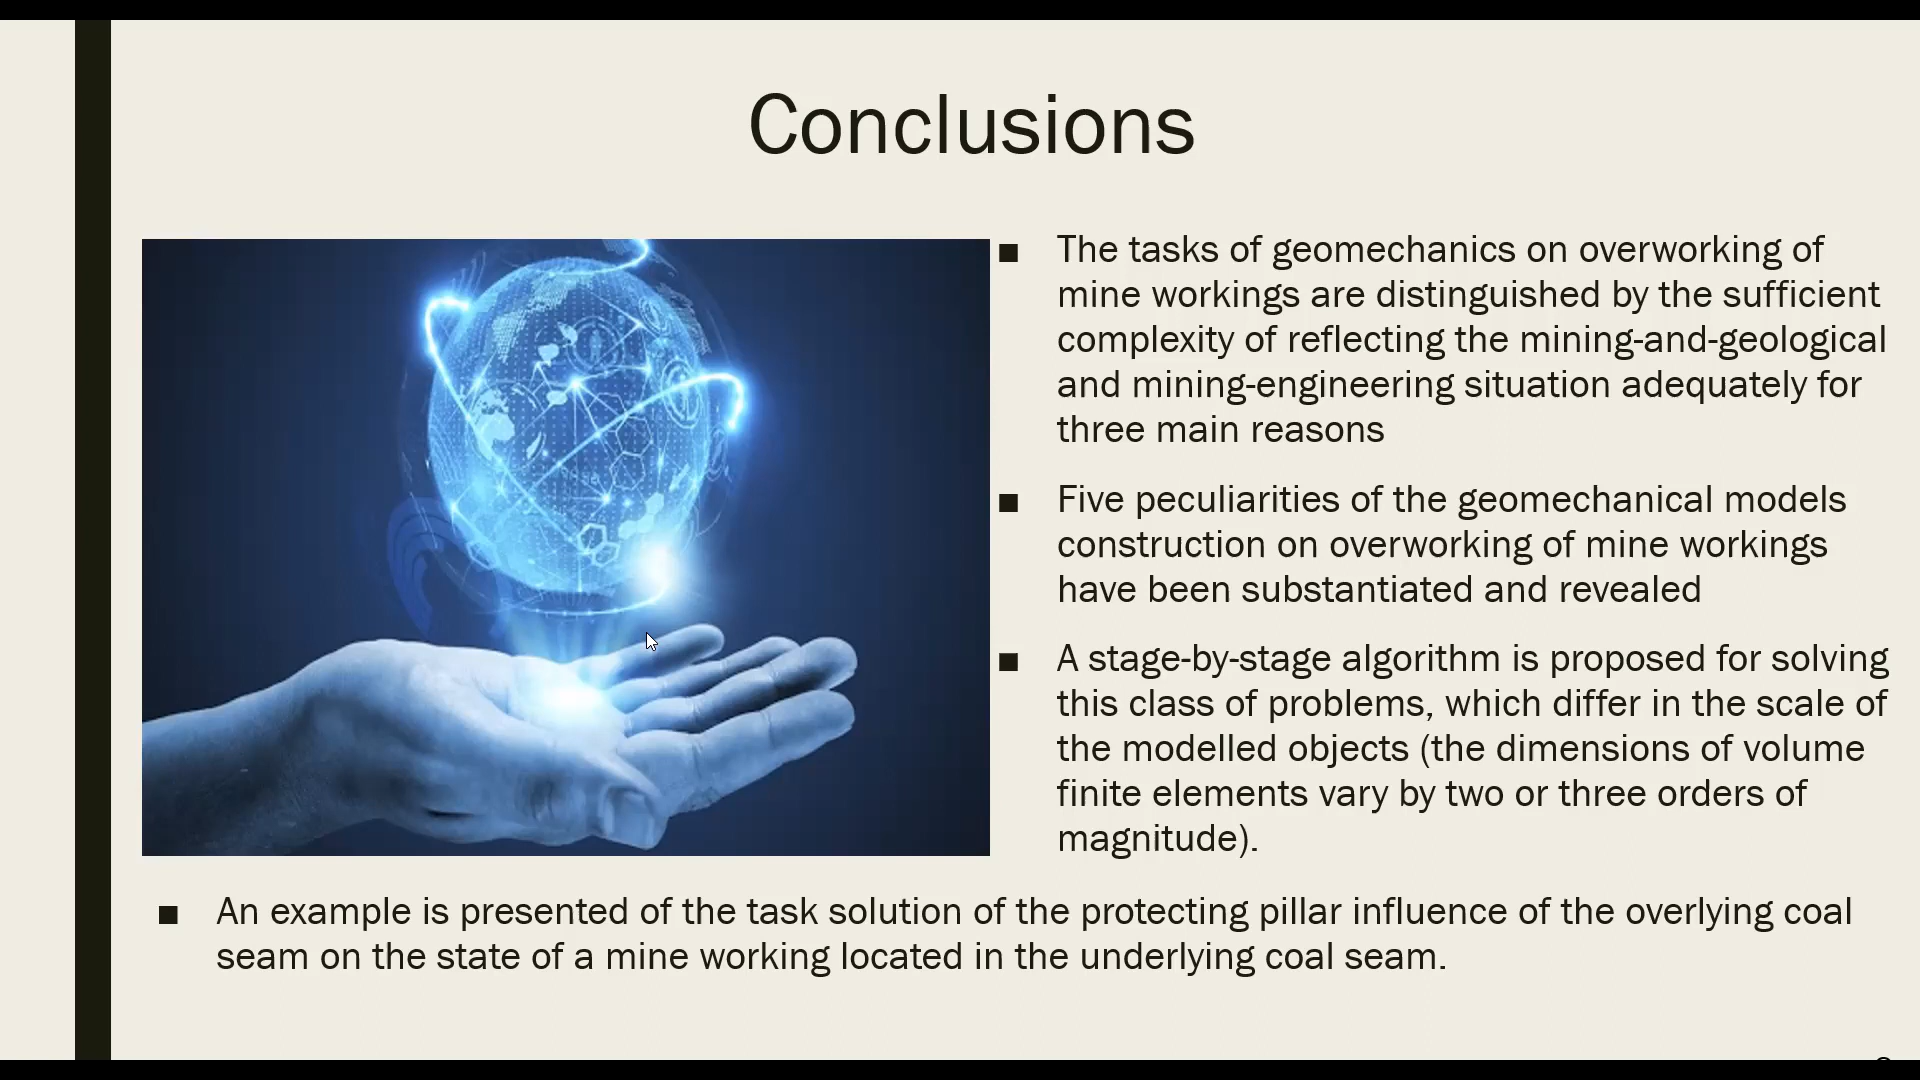 Conclusions
■ The tasks of geomechanics on overworking of
mine workings are distinguished by the sufficient
complexity of reflecting the mining-and-geological
and mining-engineering situation adequately for
three main reasons
■ Five peculiarities of the geomechanical models
construction on overworking of mine workings
have been substantiated and revealed
■ A stage-by-stage algorithm is proposed for solving
this class of problems, which differ in the scale of
the modelled objects (the dimensions of volume
finite elements vary by two or three orders of
magnitude).
■ An example is presented of the task solution of the protecting pillar influence of the overlying coal
seam on the state of a mine working located in the underlying coal seam.